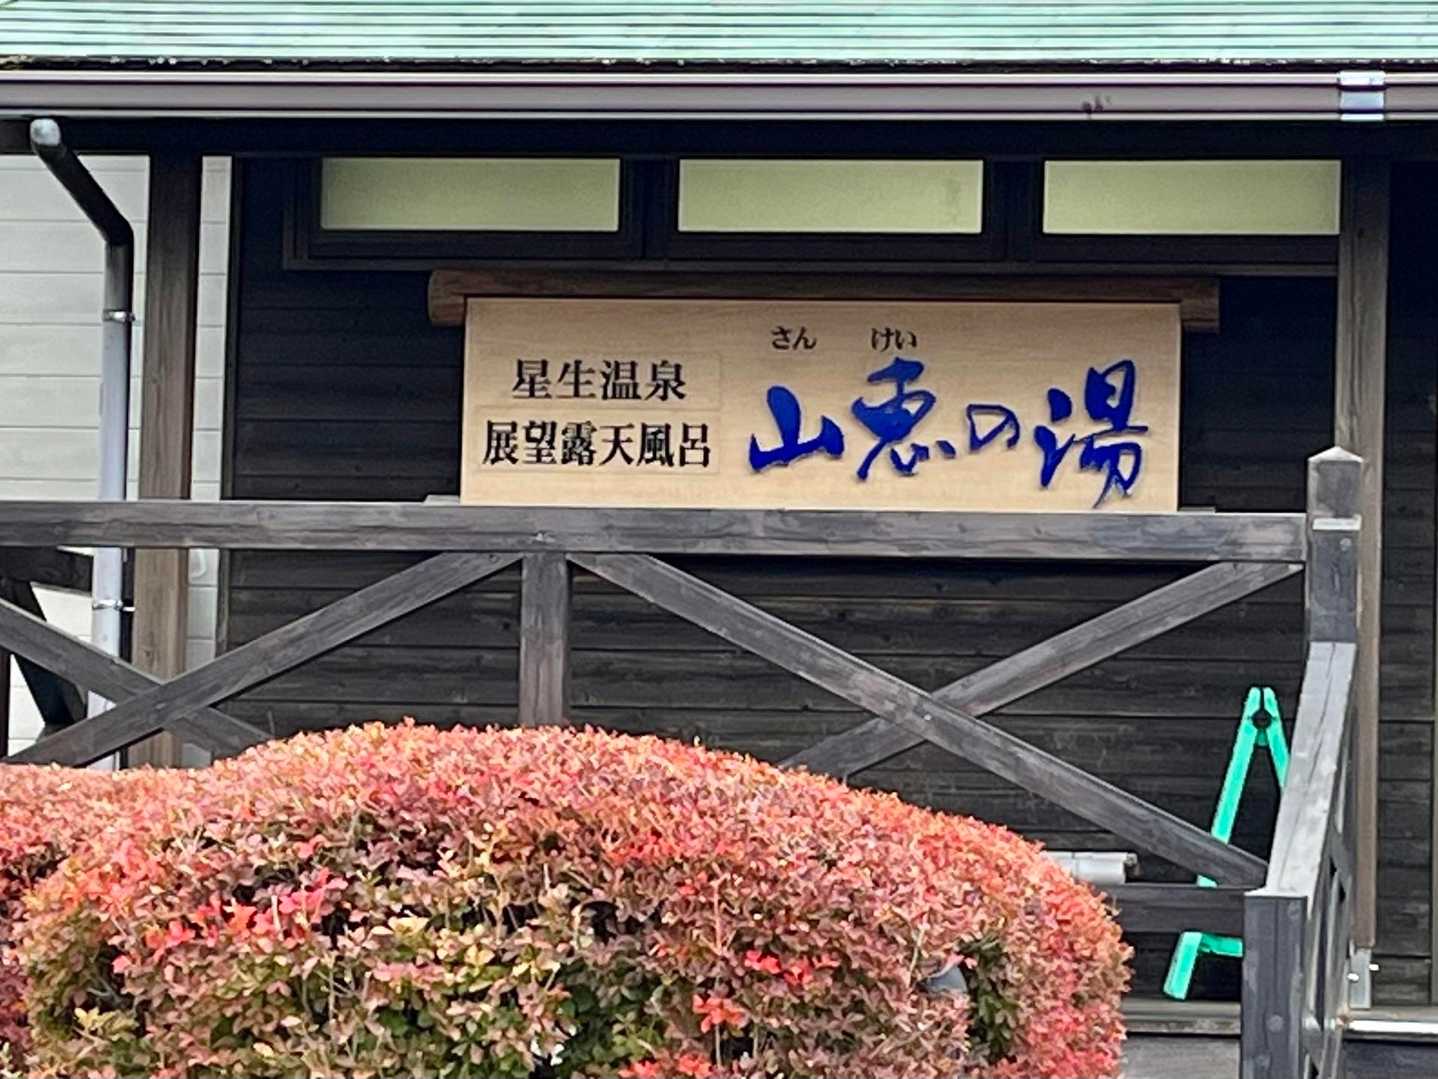 星生温泉
展望露天風呂
さん けい
山恵の湯